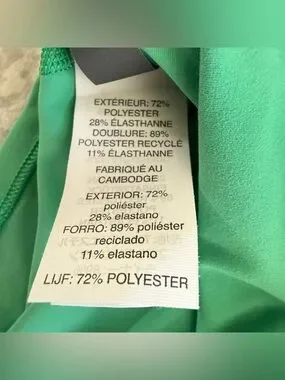 EXTÉRIEUR: 72%
POLYESTER
28% ÉLASTHANNE
DOUBLURE: 89%
POLYESTER RECYCLÉ
11% ÉLASTHANNE
FABRIQUÉ AU
CAMBODGE
EXTERIOR: 72%
poliéster
28% elastano
FORRO: 89% poliéster
reciclado
11% elastano
LIJF: 72% POLYESTER